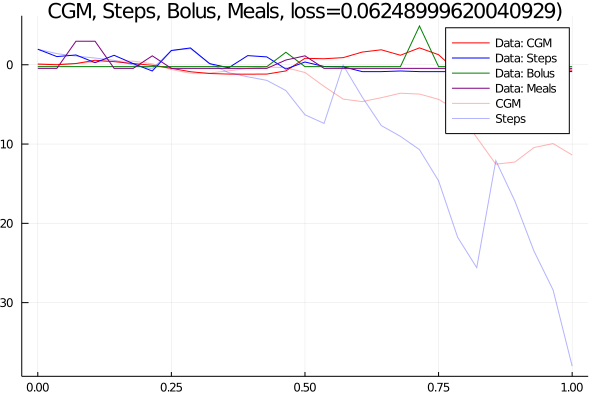 CGM, Steps, Bolus, Meals, loss=0.06248999620040929)
Data: CGM
Data: Steps
Data: Bolus
Data: Meals
CGM
Steps
0
10
20
30
0.00 0.25 0.50 0.75 1.00